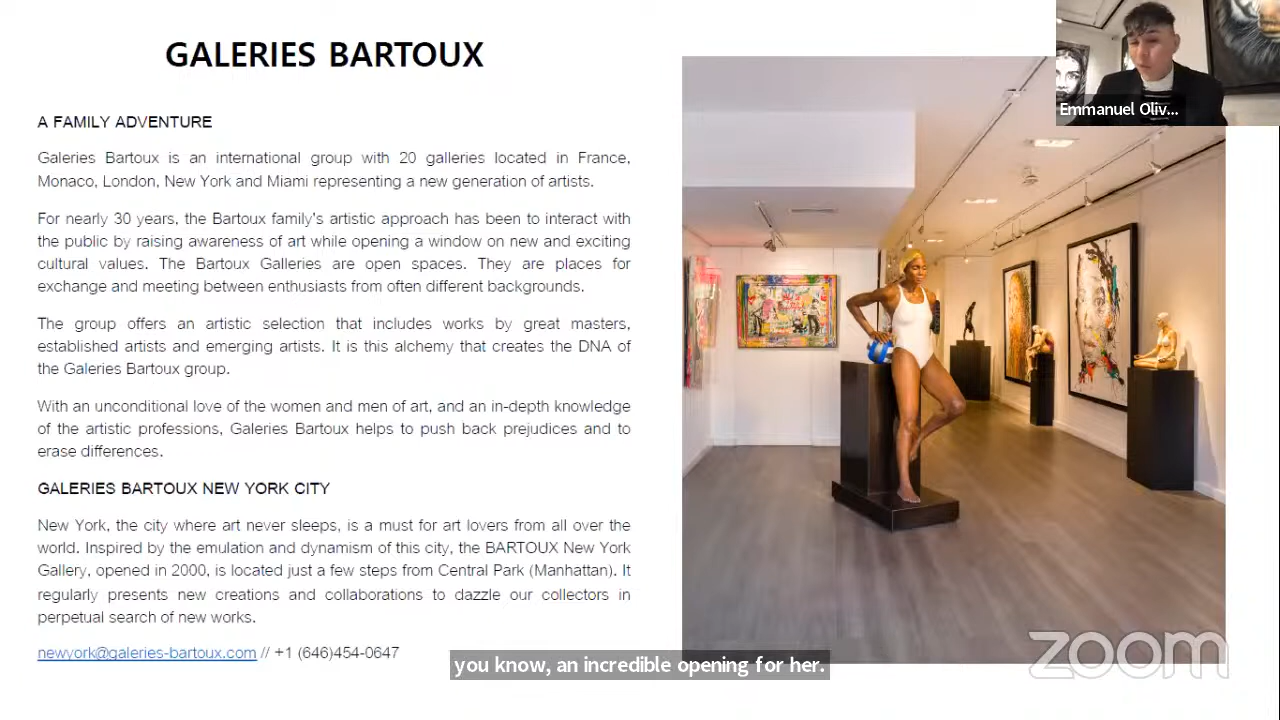 GALERIES BARTOUX
A FAMILY ADVENTURE
Galeries Bartoux is an international group with 20 galleries located in France,
Monaco, London, New York and Miami representing a new generation of artists.
For nearly 30 years, the Bartoux family's artistic approach has been to interact with
the public by raising awareness of art while opening a window on new and exciting
cultural values. The Bartoux Galleries are open spaces. They are places for
exchange and meeting between enthusiasts from often different backgrounds.
The group offers an artistic selection that includes works by great masters,
established artists and emerging artists. It is this alchemy that creates the DNA of
the Galeries Bartoux group.
With an unconditional love of the women and men of art, and an in-depth knowledge
of the artistic professions, Galeries Bartoux helps to push back prejudices and to
erase differences.
GALERIES BARTOUX NEW YORK CITY
New York, the city where art never sleeps, is a must for art lovers from all over the
world. Inspired by the emulation and dynamism of this city, the BARTOUX New York
Gallery, opened in 2000, is located just a few steps from Central Park (Manhattan). It
regularly presents new creations and collaborations to dazzle our collectors in
perpetual search of new works.
newyork@galeries-bartoux.com // +1 (646)454-0647
Emmanuel Oliv...
you know, an incredible opening for her.
zoom